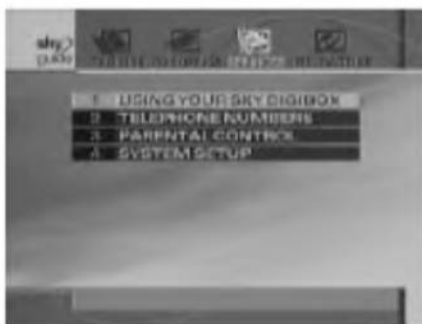 sky
guide
1 USING YOUR SKY DIGIBOX
2 TELEPHONE NUMBERS
3 PARENTAL CONTROL
4 SYSTEM SETUP